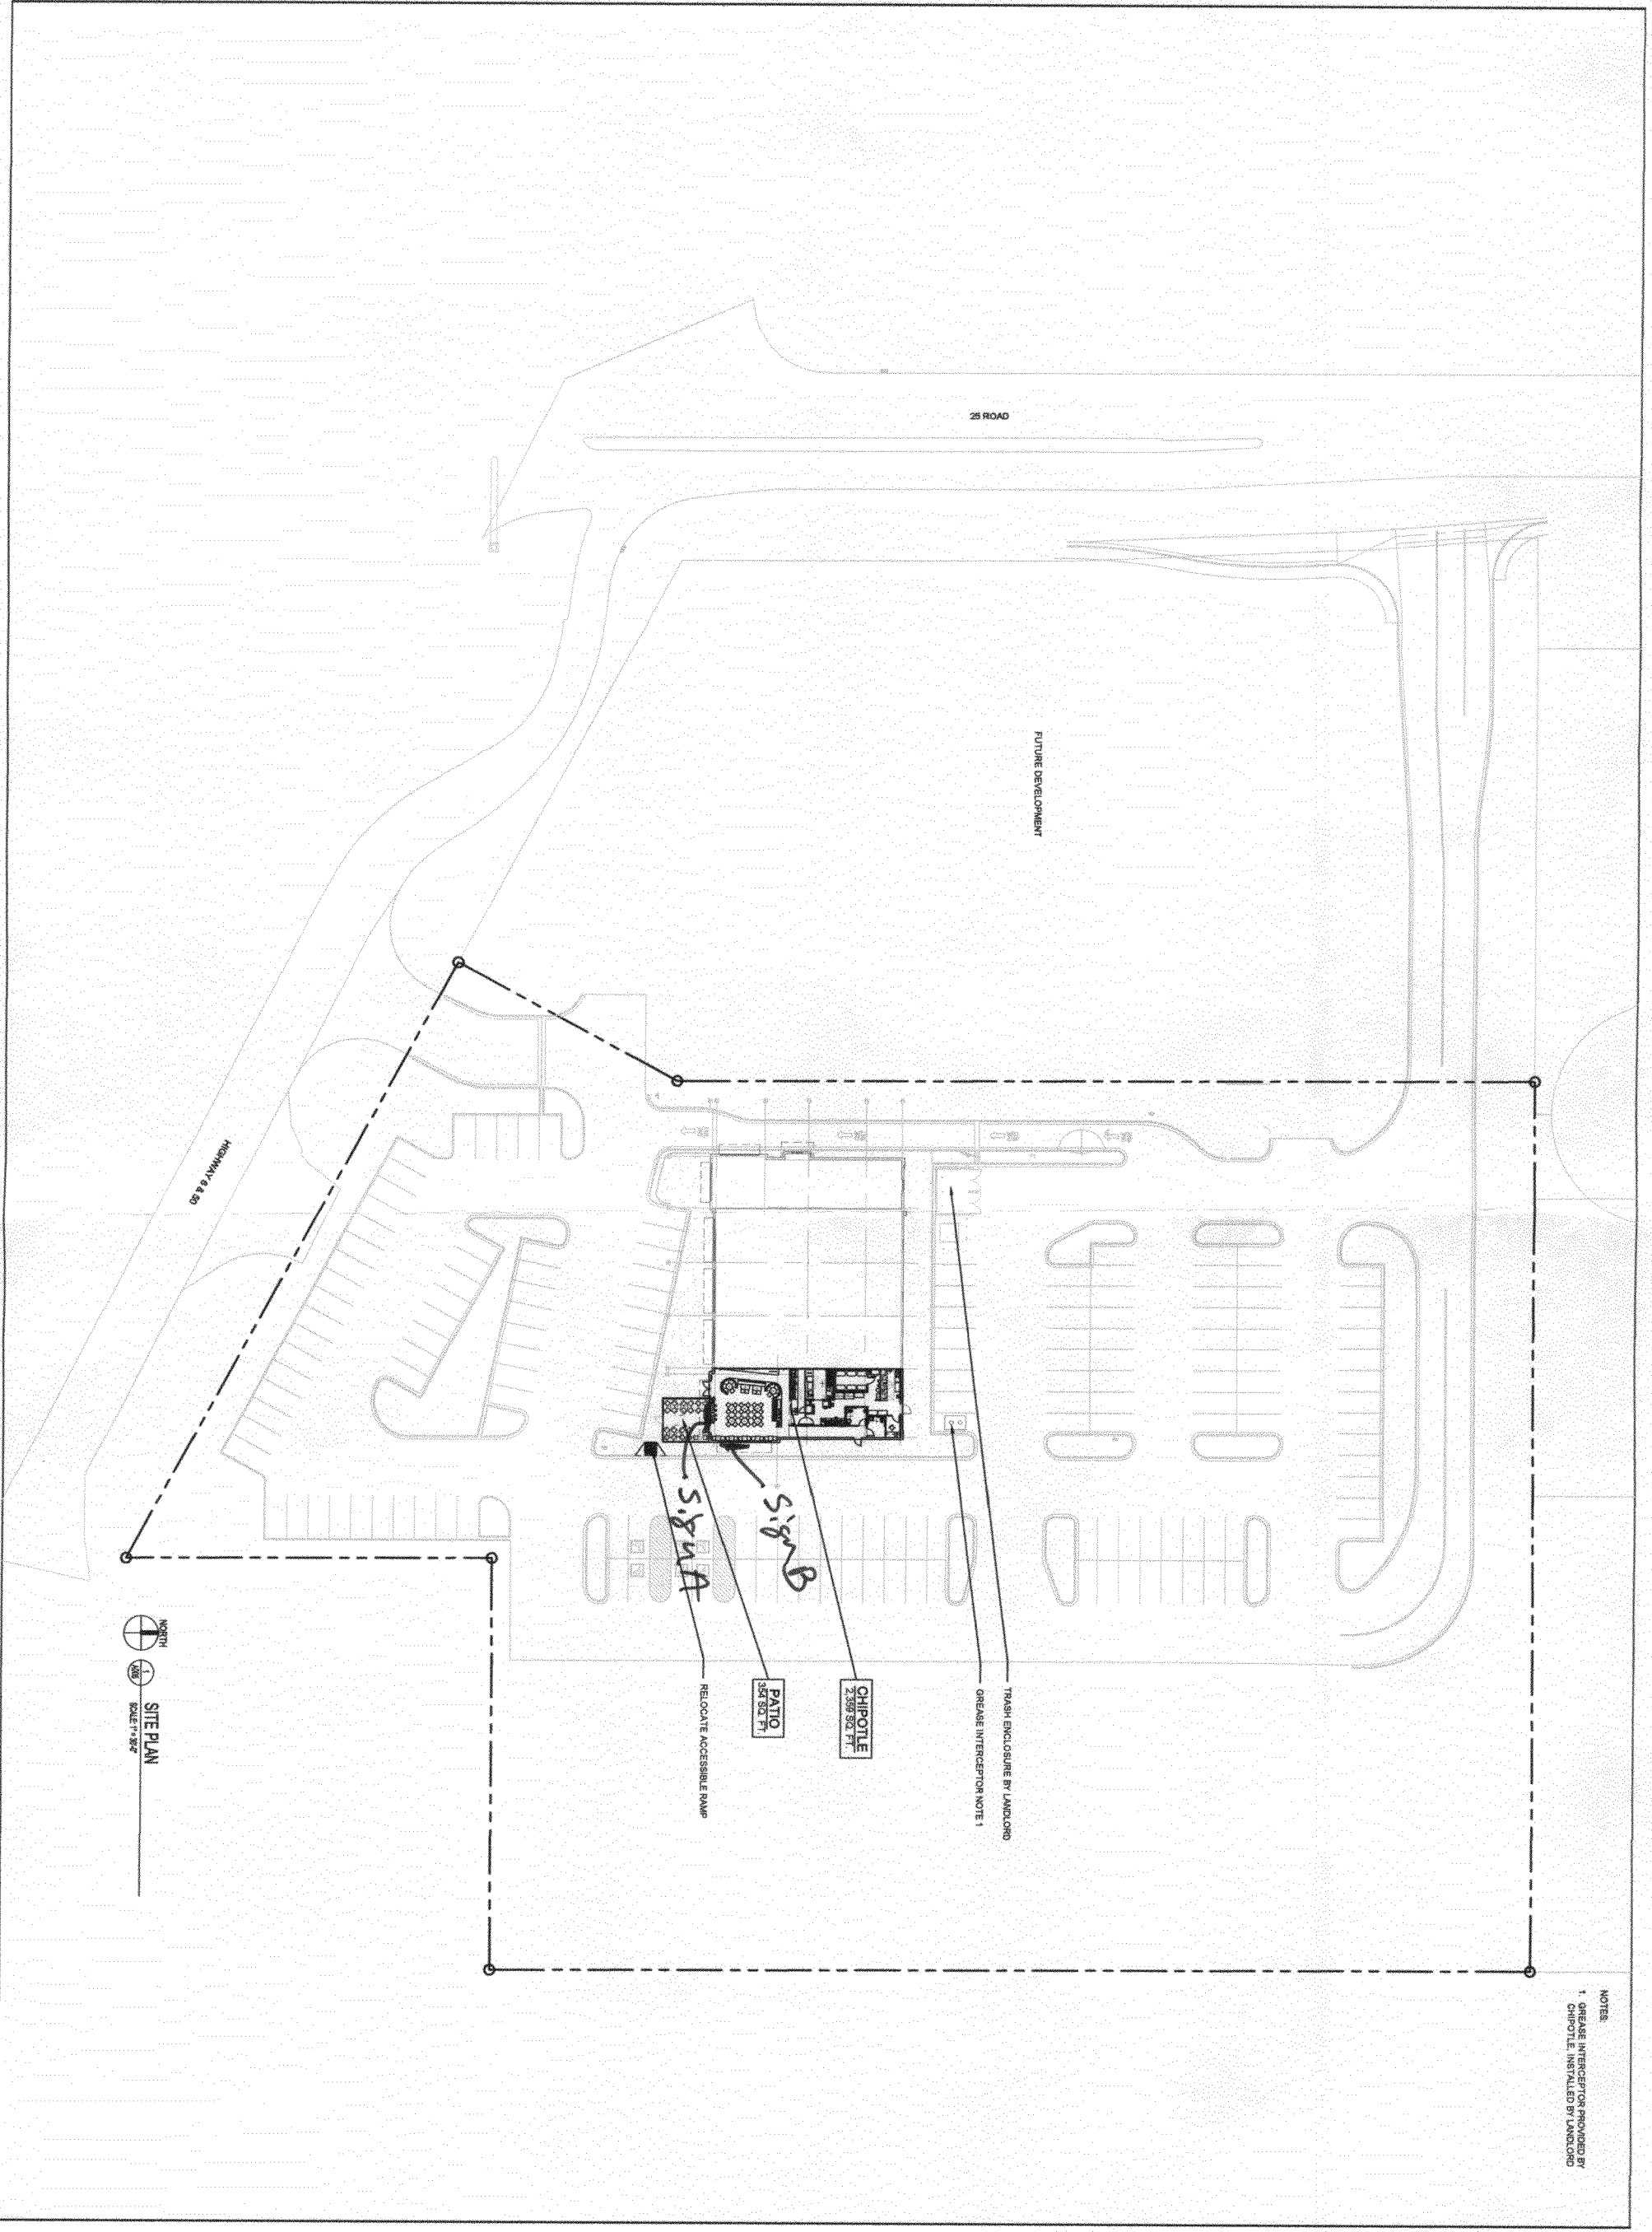 NOTES:
1. GREASE INTERCEPTOR PROVIDED BY
CHIPOTLE, INSTALLED BY LANDLORD
25 ROAD
FUTURE DEVELOPMENT
HIGHWAY 6 & 50
TRASH ENCLOSURE BY LANDLORD
GREASE INTERCEPTOR NOTE 1
CHIPOTLE
2,359 SQ. FT.
PATIO
354 SQ. FT.
RELOCATE ACCESSIBLE RAMP
Sign B
Sign A
NORTH
1
SITE PLAN